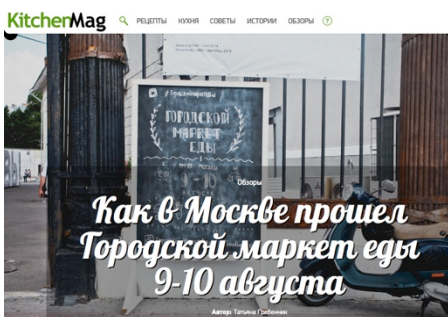 KitchenMag
РЕЦЕПТЫ КУХНЯ СОВЕТЫ ИСТОРИИ ОБЗОРЫ ?
ГОРОДСКОЙ
МАРКЕТ
ЕДЫ
Обзоры
Как в Москве прошел
Городской маркет еды
9-10 августа
Автор: Татьяна Гребенник